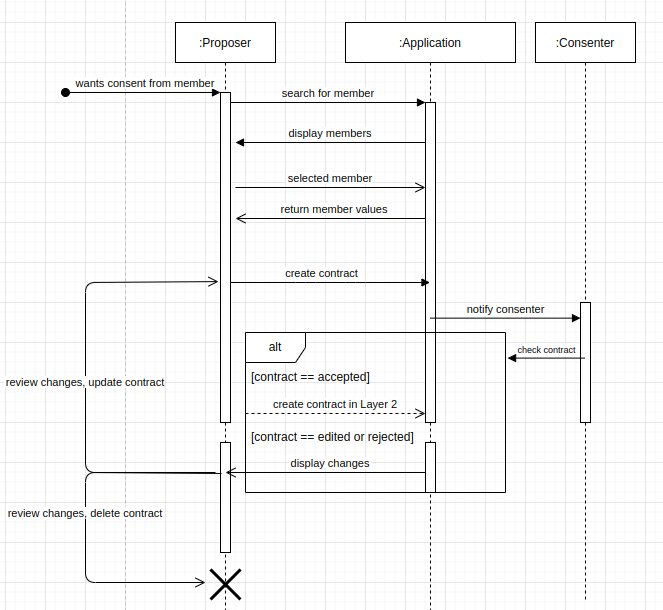 :Proposer
:Application
:Consenter
wants consent from member
search for member
display members
selected member
return member values
create contract
notify consenter
alt
check contract
[contract == accepted]
review changes, update contract
create contract in Layer 2
[contract == edited or rejected]
display changes
review changes, delete contract